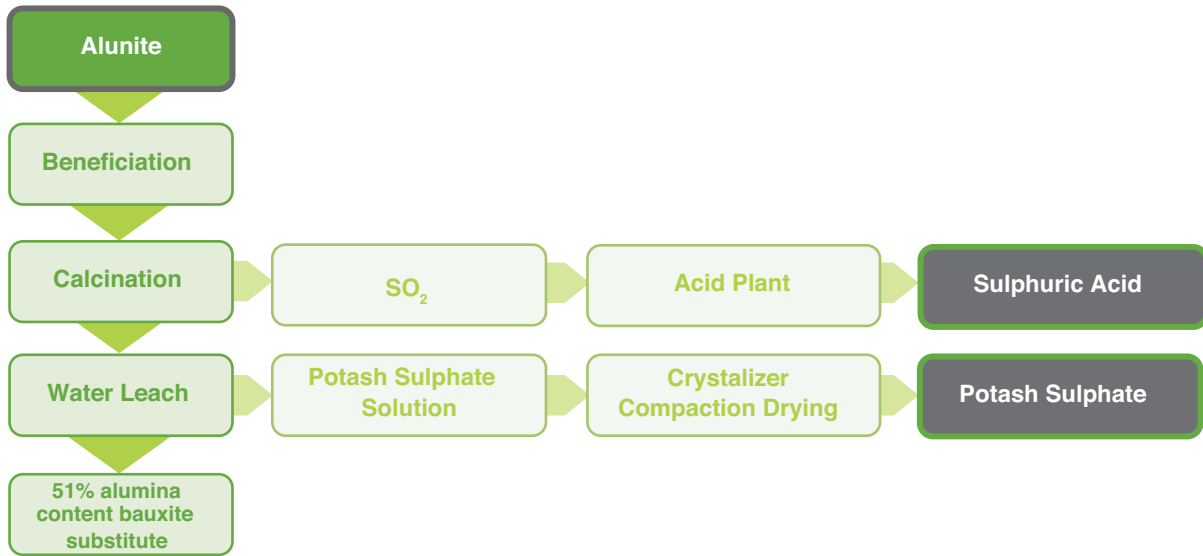 Alunite
Beneficiation
Calcination
SO₂
Acid Plant
Sulphuric Acid
Water Leach
Potash Sulphate
Solution
Crystalizer
Compaction Drying
Potash Sulphate
51% alumina
content bauxite
substitute